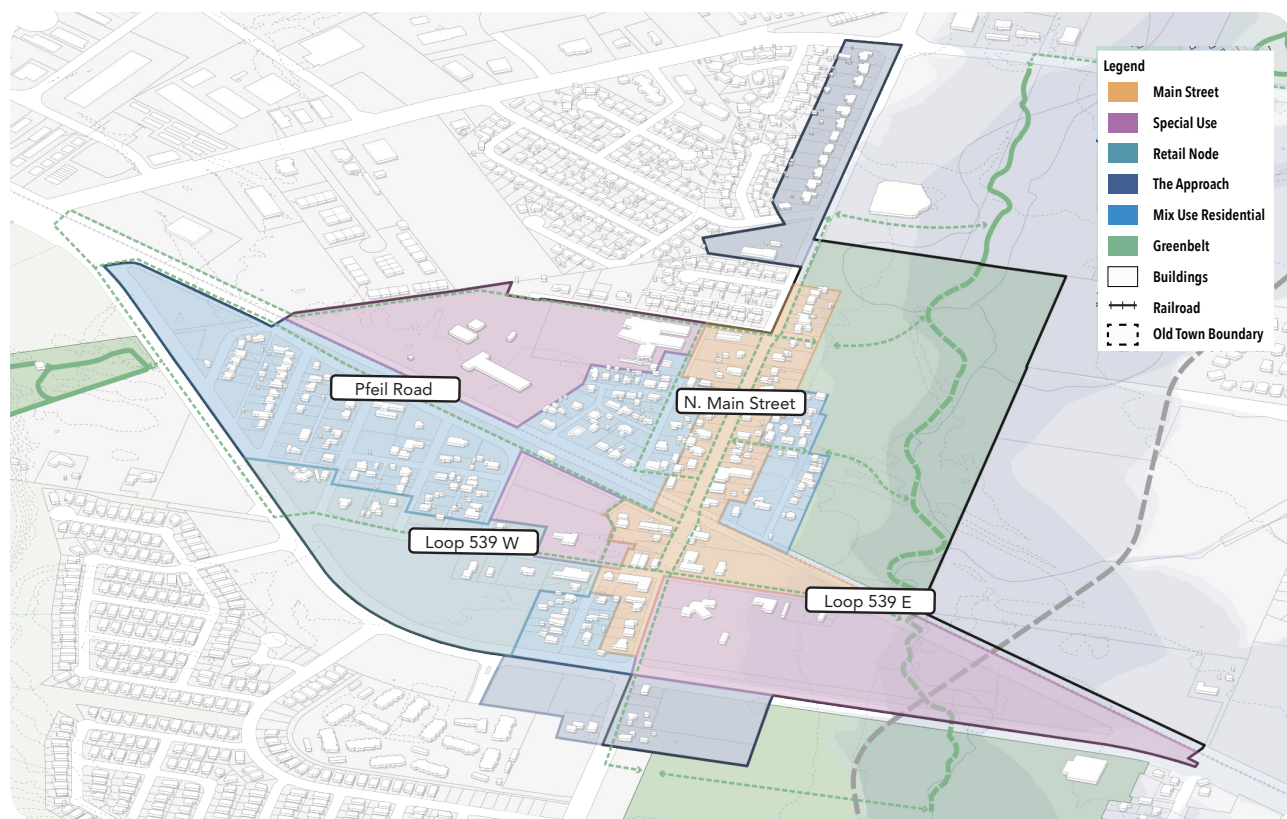 Legend
Main Street
Special Use
Retail Node
The Approach
Mix Use Residential
Greenbelt
Buildings
Railroad
Old Town Boundary
Pfeil Road
N. Main Street
Loop 539 W
Loop 539 E